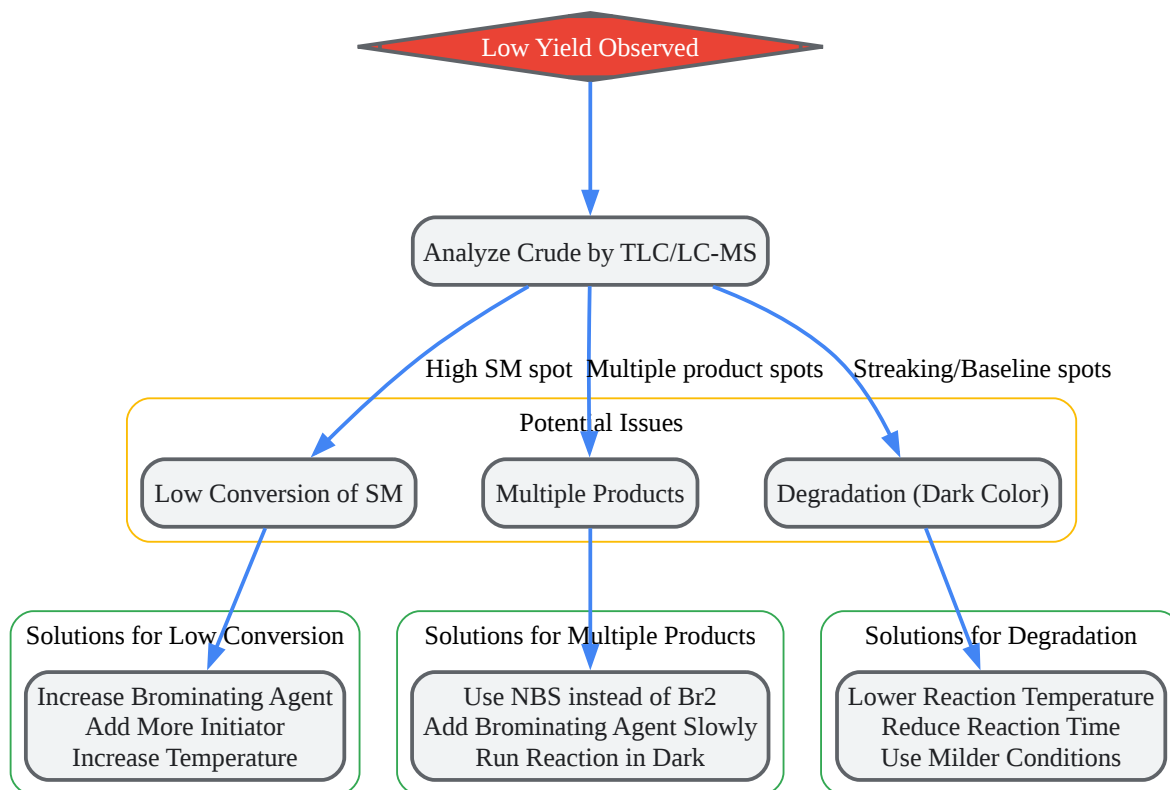 Low Yield Observed
Analyze Crude by TLC/LC-MS
High SM spot
Multiple product spots
Streaking/Baseline spots
Potential Issues
Low Conversion of SM
Multiple Products
Degradation (Dark Color)
Solutions for Low Conversion
Increase Brominating Agent
Add More Initiator
Increase Temperature
Solutions for Multiple Products
Use NBS instead of Br2
Add Brominating Agent Slowly
Run Reaction in Dark
Solutions for Degradation
Lower Reaction Temperature
Reduce Reaction Time
Use Milder Conditions